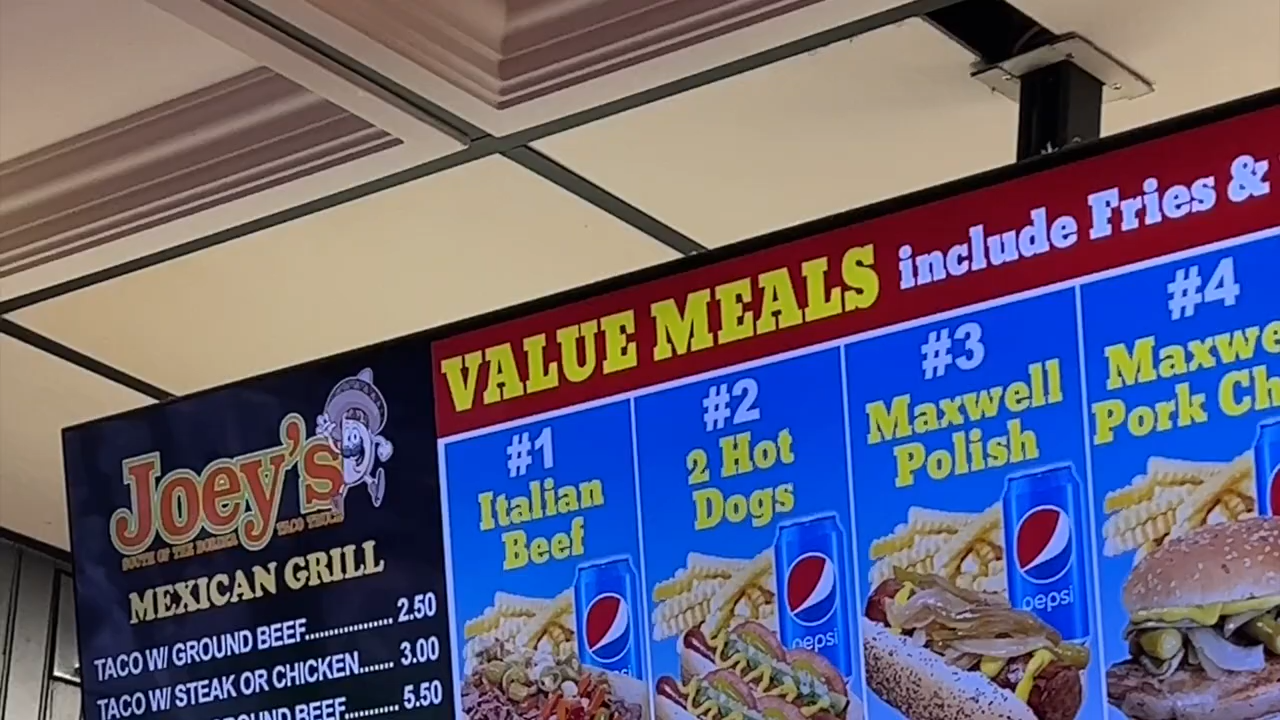 VALUE MEALS include Fries &
Joey's
SOUTH OF THE BORDER TACO TRUCK
MEXICAN GRILL
TACO W/ GROUND BEEF.................. 2.50
TACO W/ STEAK OR CHICKEN....... 3.00
GROUND BEEF........... 5.50
#1
Italian
Beef
#2
2 Hot
Dogs
pepsi
#3
Maxwell
Polish
pepsi
#4
Maxwe
Pork Ch